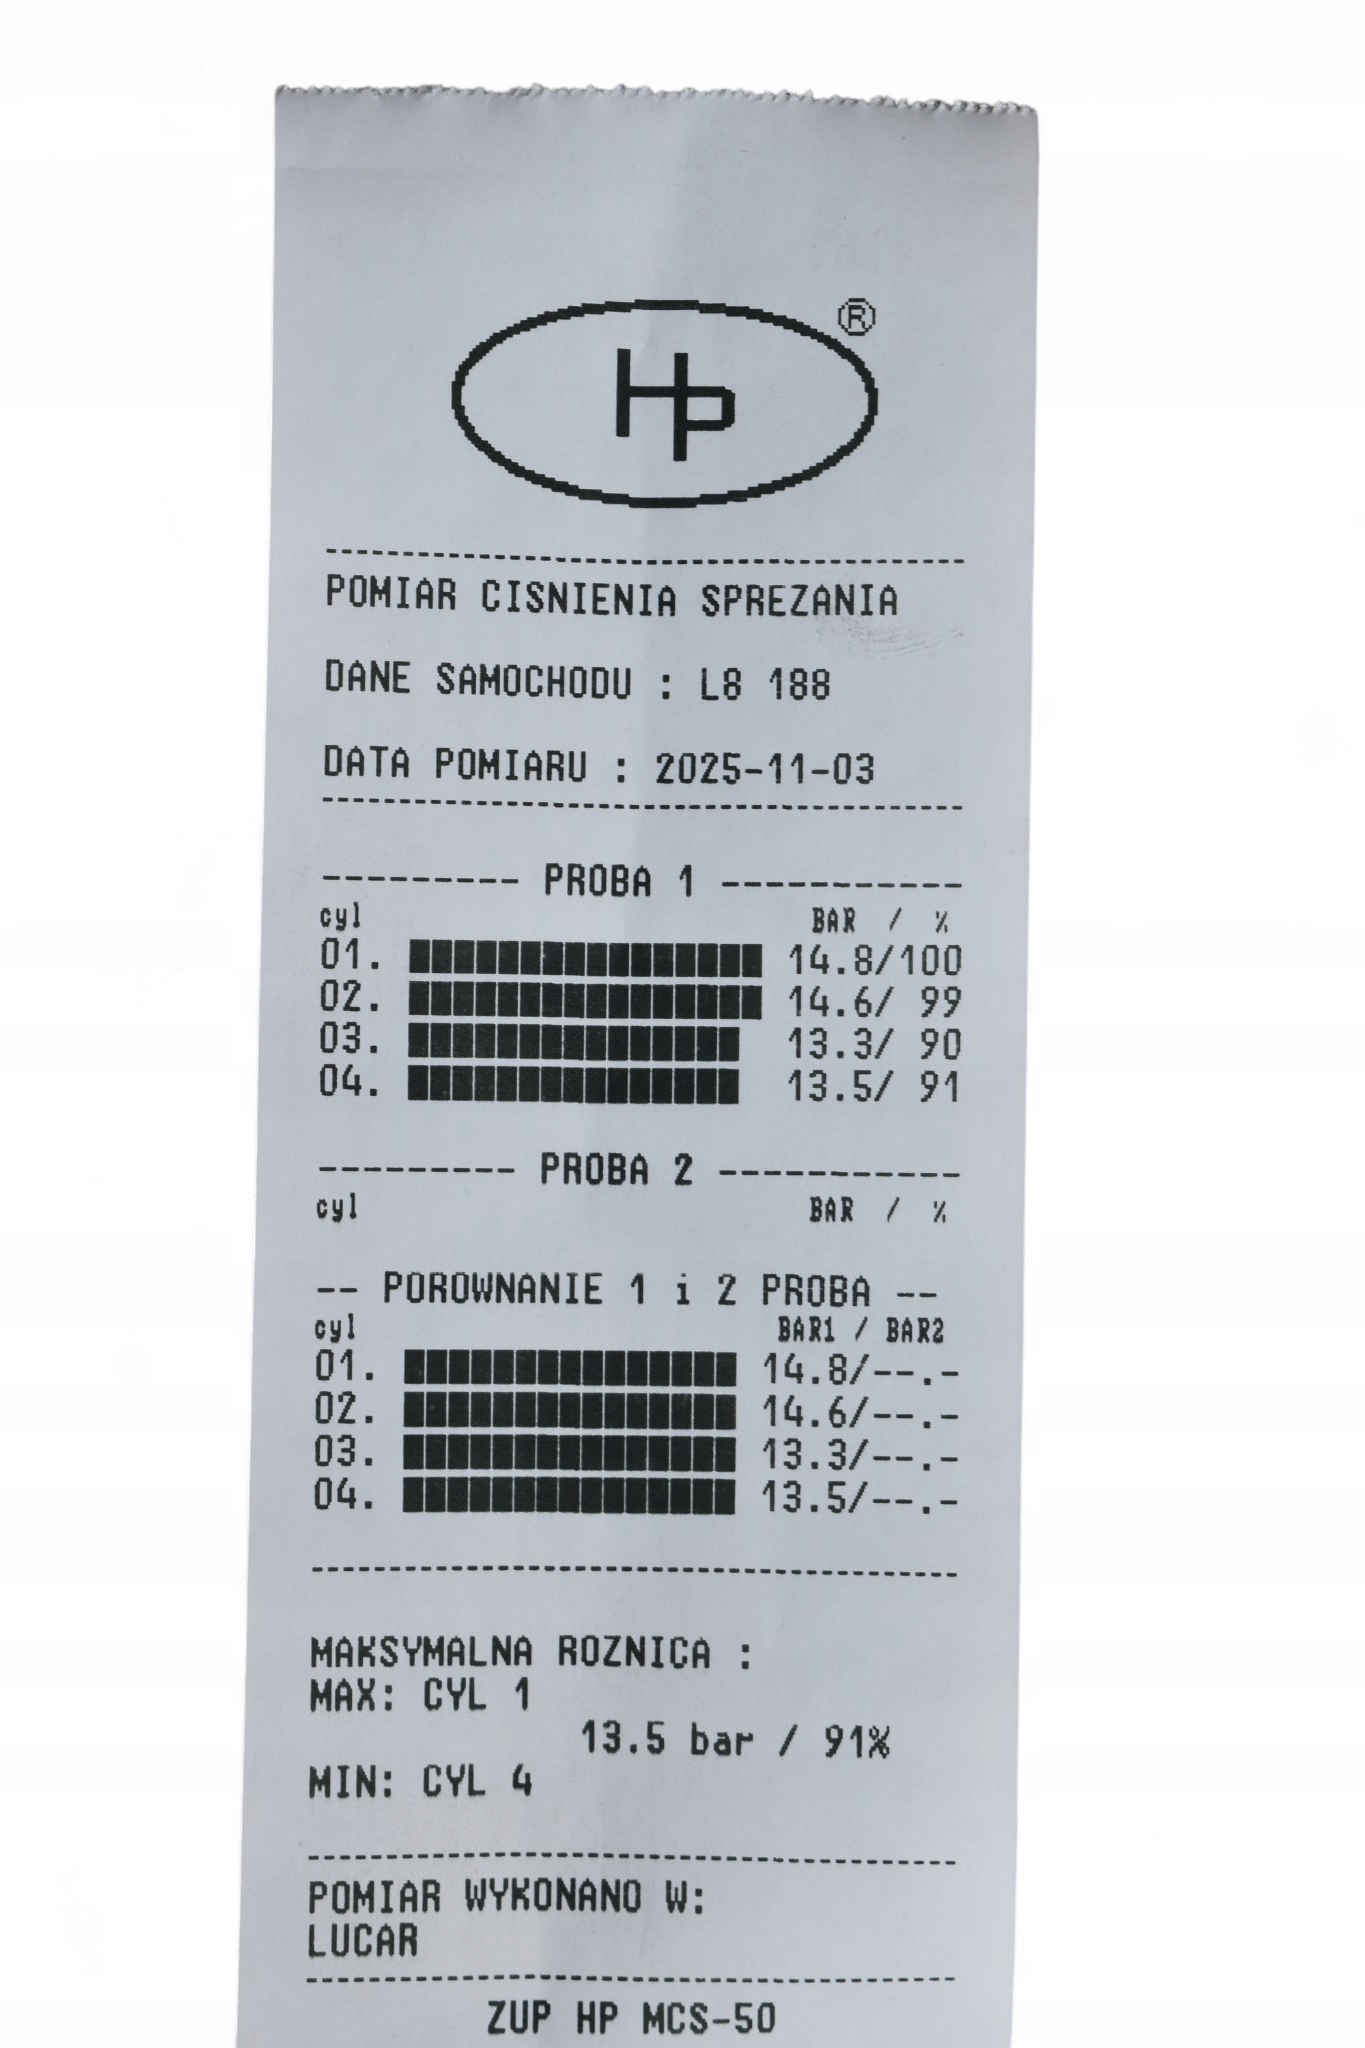 HP ®
POMIAR CISNIENIA SPREZANIA
DANE SAMOCHODU : L8 188
DATA POMIARU : 2025-11-03
--------- PROBA 1 -----------
cyl BAR / %
01. 14.8/100
02. 14.6/ 99
03. 13.3/ 90
04. 13.5/ 91
--------- PROBA 2 -----------
cyl BAR / %
-- POROWNANIE 1 i 2 PROBA --
cyl BAR1 / BAR2
01. 14.8/--.-
02. 14.6/--.-
03. 13.3/--.-
04. 13.5/--.-
MAKSYMALNA ROZNICA :
MAX: CYL 1
13.5 bar / 91%
MIN: CYL 4
POMIAR WYKONANO W:
LUCAR
ZUP HP MCS-50